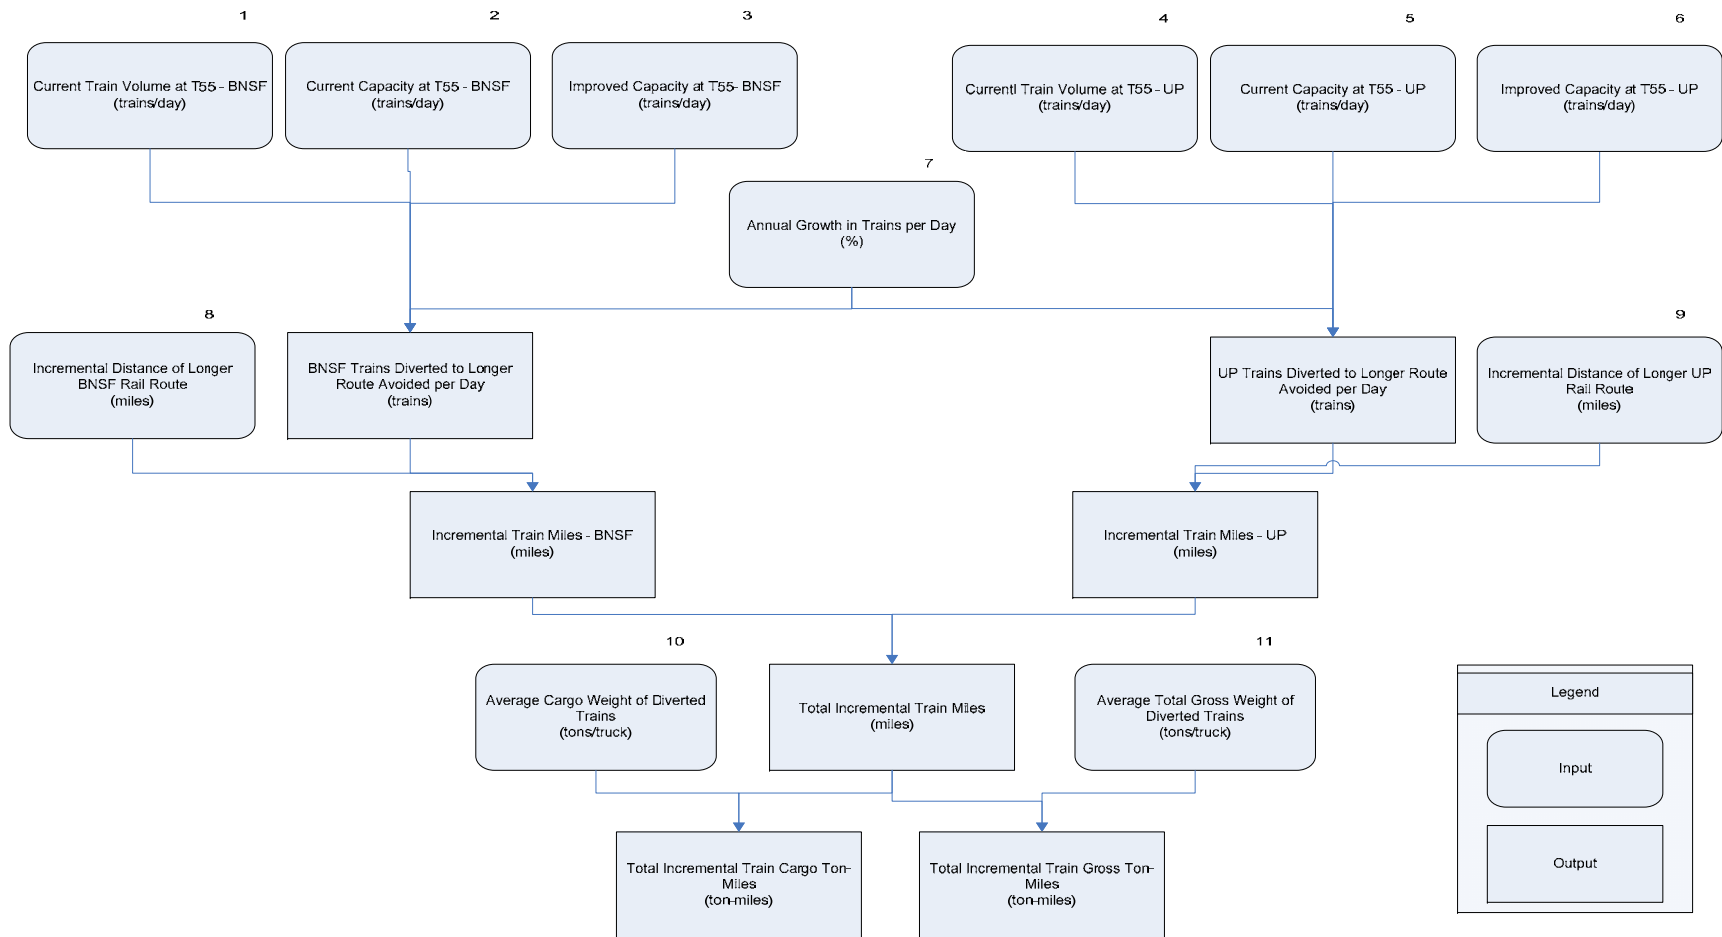 1
2
3
4
5
6
Current Train Volume at T55 - BNSF
(trains/day)
Current Capacity at T55 - BNSF
(trains/day)
Improved Capacity at T55- BNSF
(trains/day)
Currentl Train Volume at T55 - UP
(trains/day)
Current Capacity at T55 - UP
(trains/day)
Improved Capacity at T55 - UP
(trains/day)
7
Annual Growth in Trains per Day
(%)
8
9
Incremental Distance of Longer
BNSF Rail Route
(miles)
BNSF Trains Diverted to Longer
Route Avoided per Day
(trains)
UP Trains Diverted to Longer Route
Avoided per Day
(trains)
Incremental Distance of Longer UP
Rail Route
(miles)
Incremental Train Miles - BNSF
(miles)
Incremental Train Miles - UP
(miles)
10
11
Average Cargo Weight of Diverted
Trains
(tons/truck)
Total Incremental Train Miles
(miles)
Average Total Gross Weight of
Diverted Trains
(tons/truck)
Legend
Input
Output
Total Incremental Train Cargo Ton-
Miles
(ton-miles)
Total Incremental Train Gross Ton-
Miles
(ton-miles)